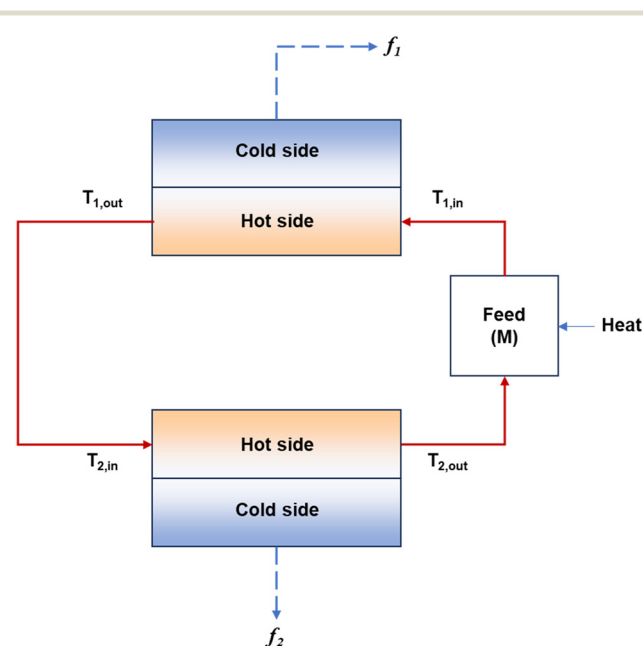 f₁
Cold side
T₁,out
T₁,in
Hot side
Feed
(M)
Heat
Hot side
T₂,in
T₂,out
Cold side
f₂